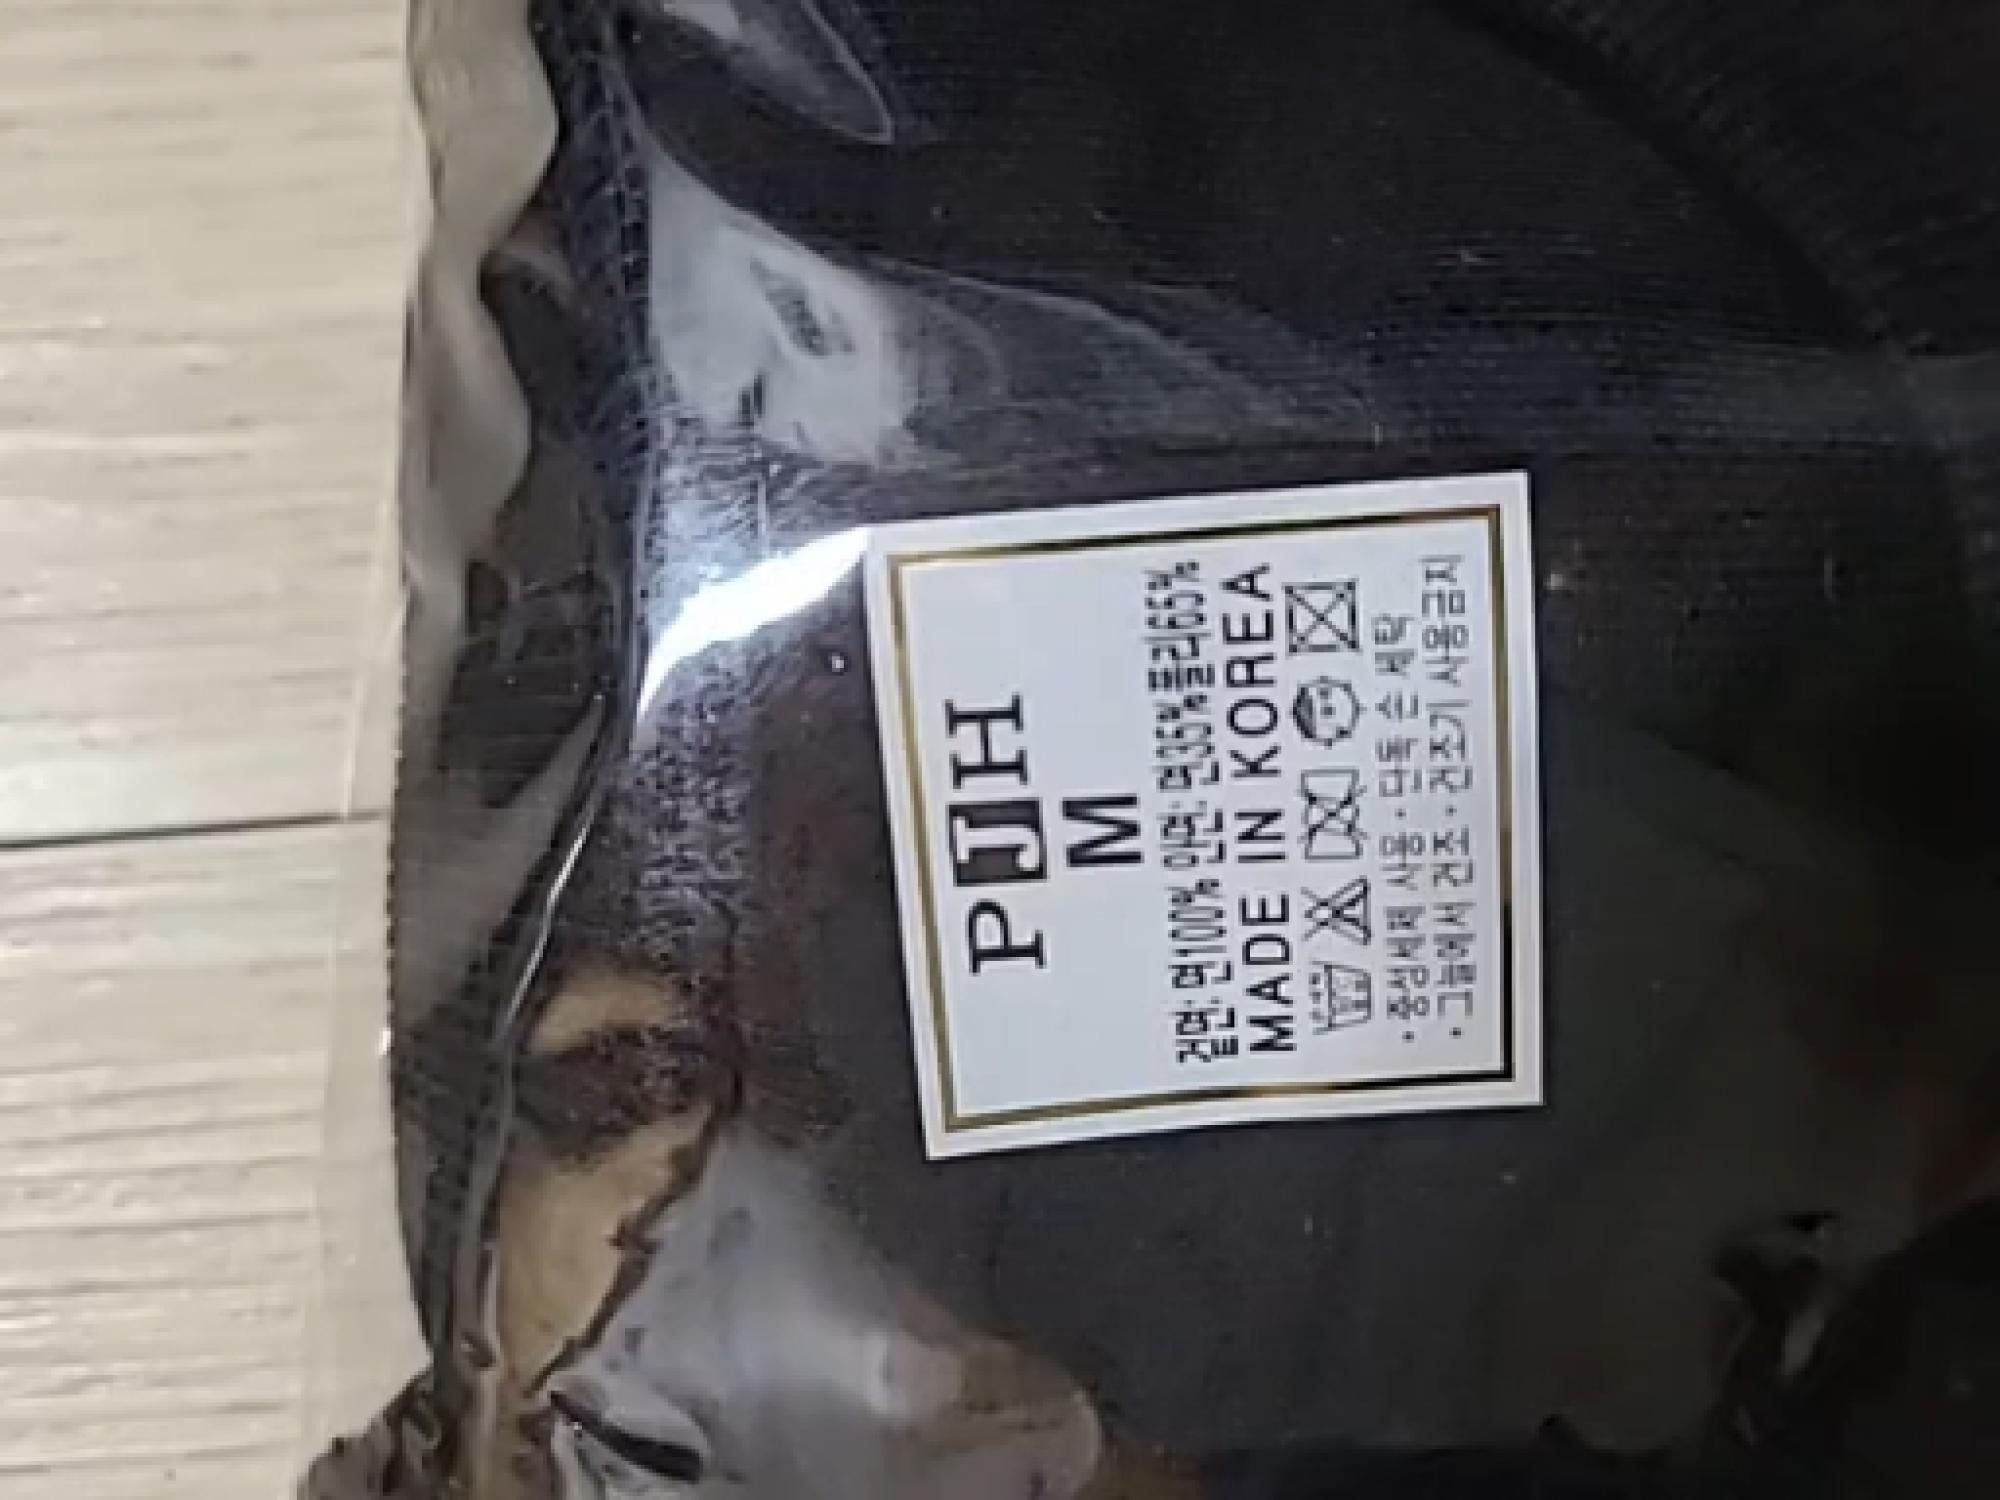 PJH
M
겉면: 면100% 안면: 면35% 폴리65%
MADE IN KOREA
· 중성세제 사용 · 단독 손 세탁
· 그늘에서 건조 · 건조기 사용금지